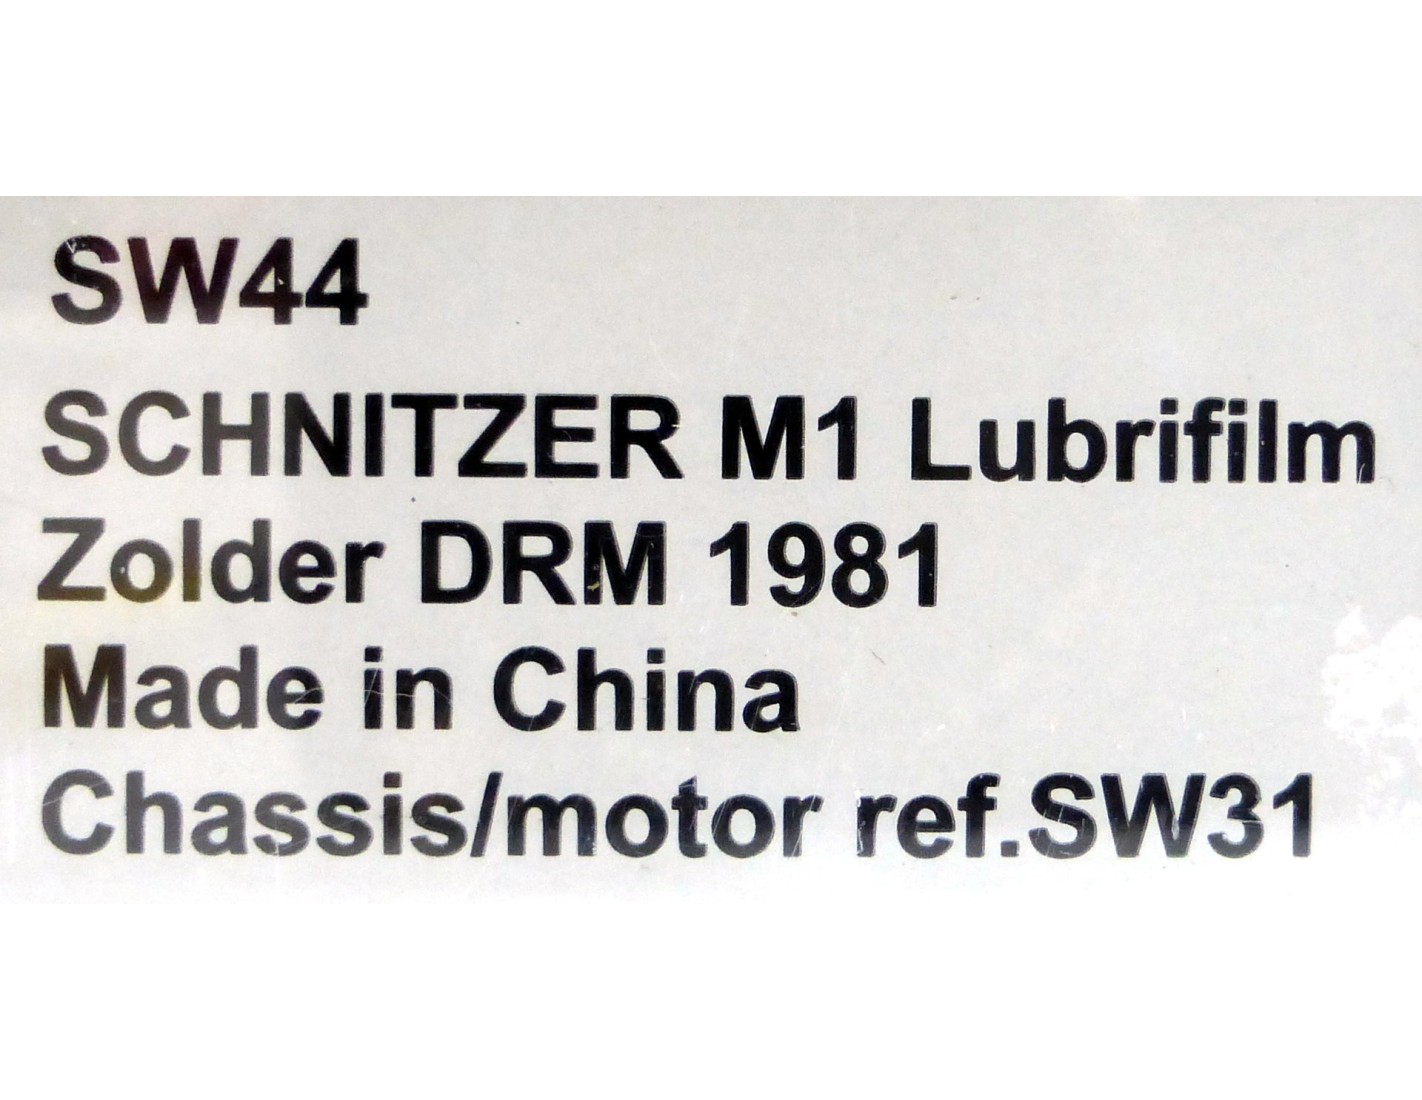 SW44
SCHNITZER M1 Lubrifilm
Zolder DRM 1981
Made in China
Chassis/motor ref.SW31